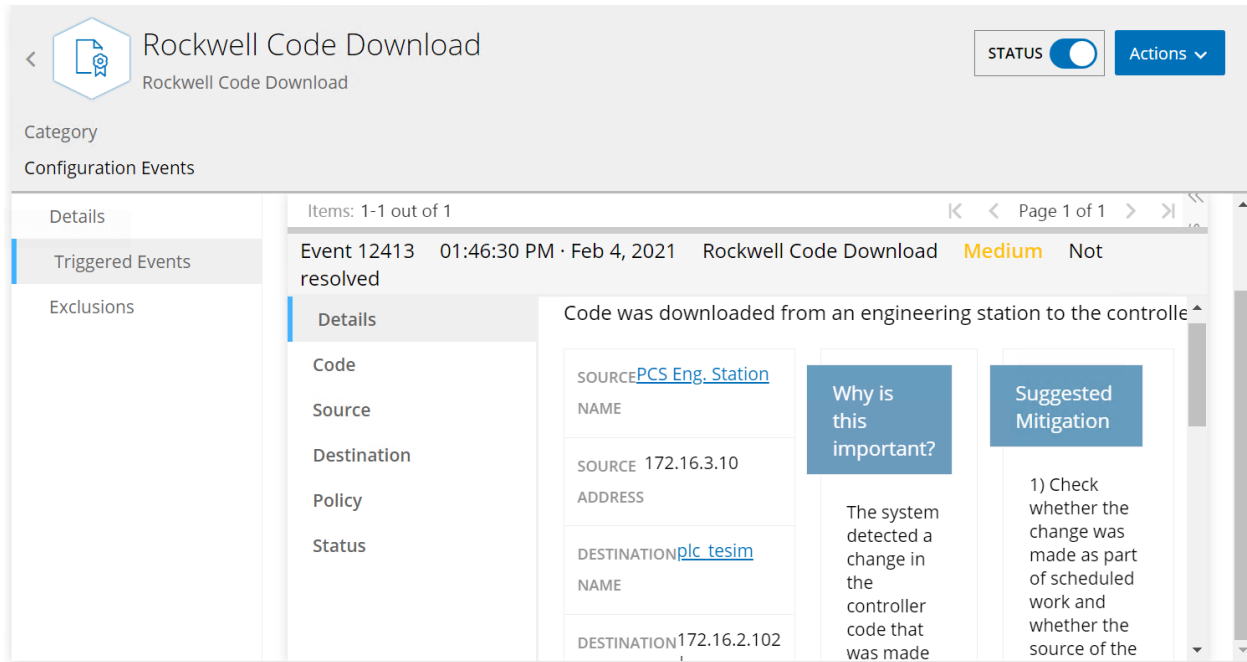 Rockwell Code Download
Rockwell Code Download
STATUS
Actions
Category
Configuration Events
Details
Triggered Events
Exclusions
Items: 1-1 out of 1
Page 1 of 1
Event 12413 01:46:30 PM · Feb 4, 2021 Rockwell Code Download Medium Not
resolved
Details
Code
Source
Destination
Policy
Status
Code was downloaded from an engineering station to the controlle
SOURCE PCS Eng. Station
NAME
SOURCE 172.16.3.10
ADDRESS
DESTINATION plc_tesim
NAME
DESTINATION 172.16.2.102
Why is
this
important?
The system
detected a
change in
the
controller
code that
was made
Suggested
Mitigation
1) Check
whether the
change was
made as part
of scheduled
work and
whether the
source of the